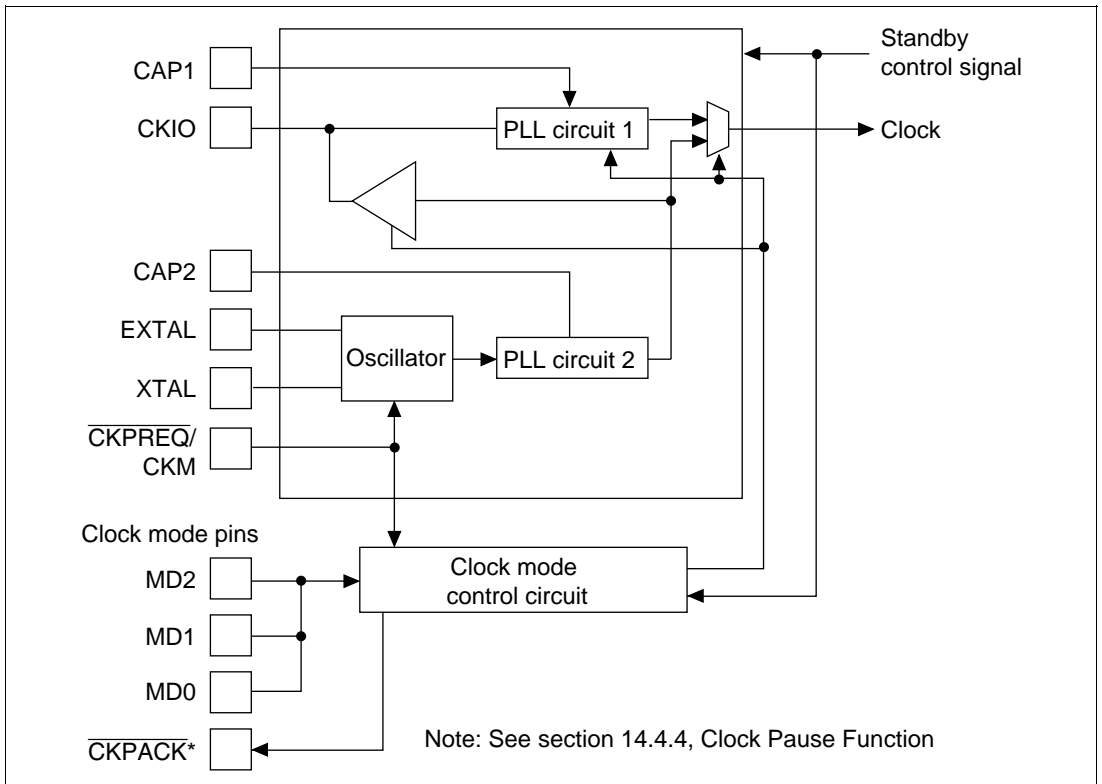 Standby
control signal
CAP1
CKIO
PLL circuit 1
Clock
CAP2
EXTAL
Oscillator
PLL circuit 2
XTAL
CKPREQ/
CKM
Clock mode pins
Clock mode
control circuit
MD2
MD1
MD0
CKPACK*
Note: See section 14.4.4, Clock Pause Function